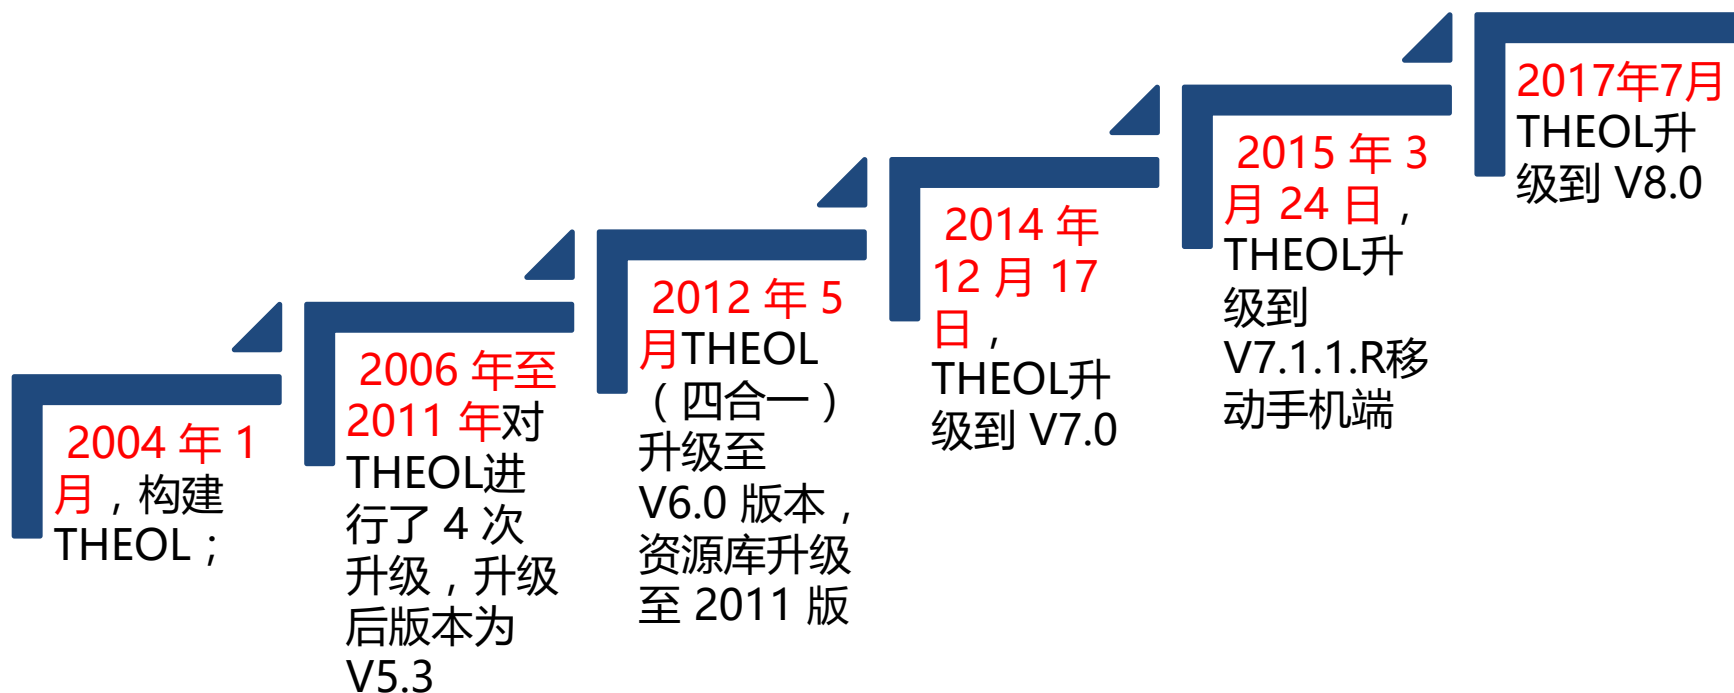 2004 年 1
月，构建
THEOL；
2006 年至
2011 年对
THEOL进
行了 4 次
升级，升级
后版本为
V5.3
2012 年 5
月THEOL
（四合一）
升级至
V6.0 版本，
资源库升级
至 2011 版
2014 年
12 月 17
日，
THEOL升
级到 V7.0
2015 年 3
月 24 日，
THEOL升
级到
V7.1.1.R移
动手机端
2017年7月
THEOL升
级到 V8.0